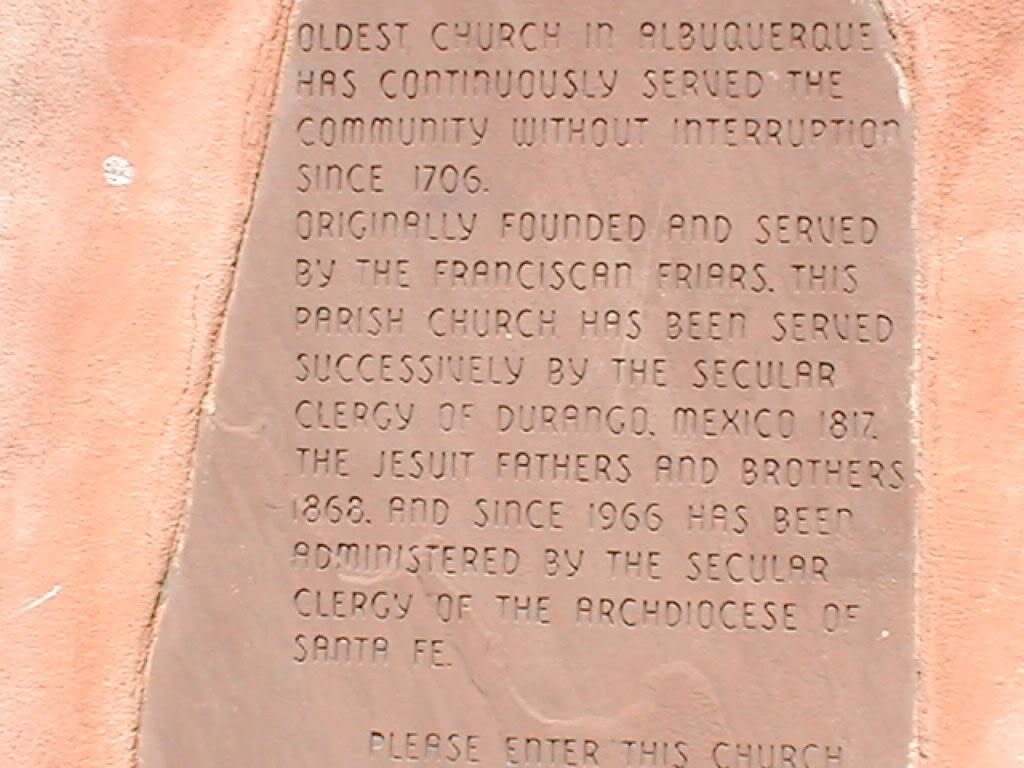 OLDEST CHURCH IN ALBUQUERQUE
HAS CONTINUOUSLY SERVED THE
COMMUNITY WITHOUT INTERRUPTION
SINCE 1706.
ORIGINALLY FOUNDED AND SERVED
BY THE FRANCISCAN FRIARS. THIS
PARISH CHURCH HAS BEEN SERVED
SUCCESSIVELY BY THE SECULAR
CLERGY OF DURANGO, MEXICO 1817,
THE JESUIT FATHERS AND BROTHERS
1868, AND SINCE 1966 HAS BEEN
ADMINISTERED BY THE SECULAR
CLERGY OF THE ARCHDIOCESE OF
SANTA FE.
PLEASE ENTER THIS CHURCH